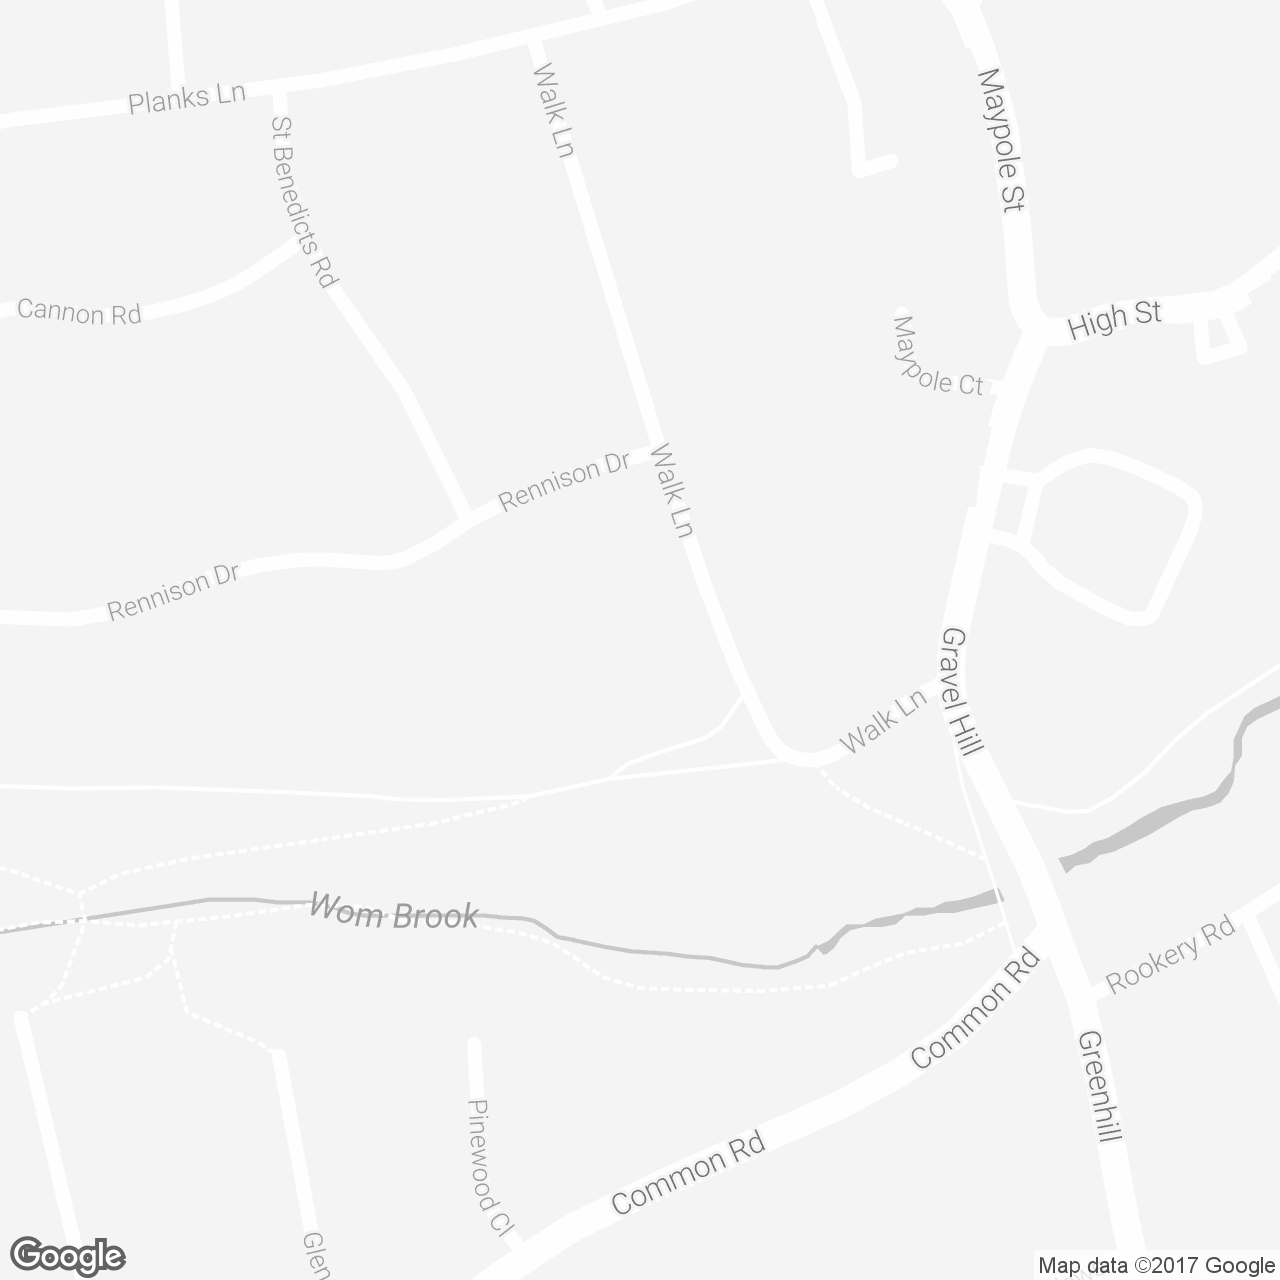 Planks Ln
Walk Ln
Maypole St
St Benedicts Rd
Cannon Rd
High St
Maypole Ct
Rennison Dr
Walk Ln
Rennison Dr
Gravel Hill
Walk Ln
Wom Brook
Common Rd
Rookery Rd
Greenhill
Pinewood Cl
Common Rd
Glen
Google
Map data ©2017 Google